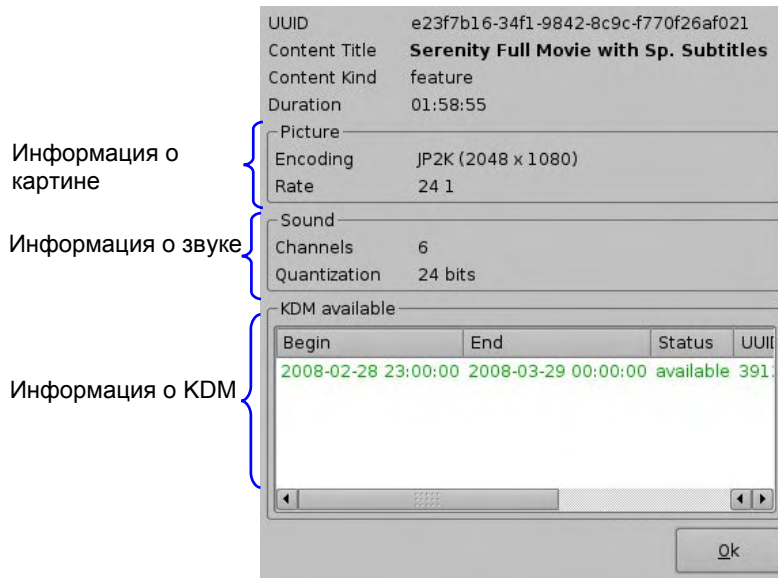 UUID e23f7b16-34f1-9842-8c9c-f770f26af021
Content Title Serenity Full Movie with Sp. Subtitles
Content Kind feature
Duration 01:58:55
Информация о картине
Picture
Encoding JP2K (2048 x 1080)
Rate 24 1
Информация о звуке
Sound
Channels 6
Quantization 24 bits
Информация о KDM
KDM available
Begin End Status
2008-02-28 23:00:00 2008-03-29 00:00:00 available
Ok